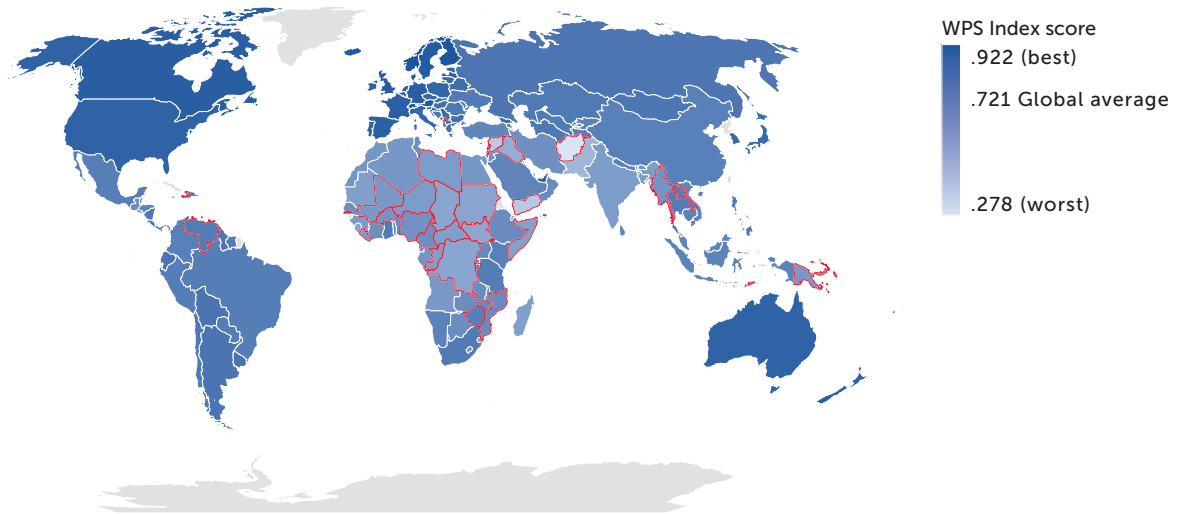 WPS Index score
.922 (best)
.721 Global average
.278 (worst)